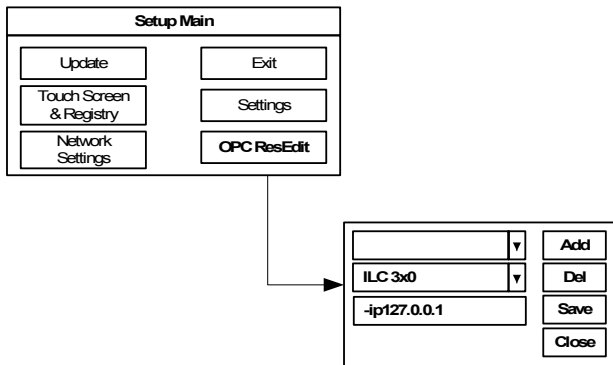 Setup Main
Update
Exit
Touch Screen
& Registry
Settings
Network
Settings
OPC ResEdit
Add
ILC 3x0
Del
-ip127.0.0.1
Save
Close